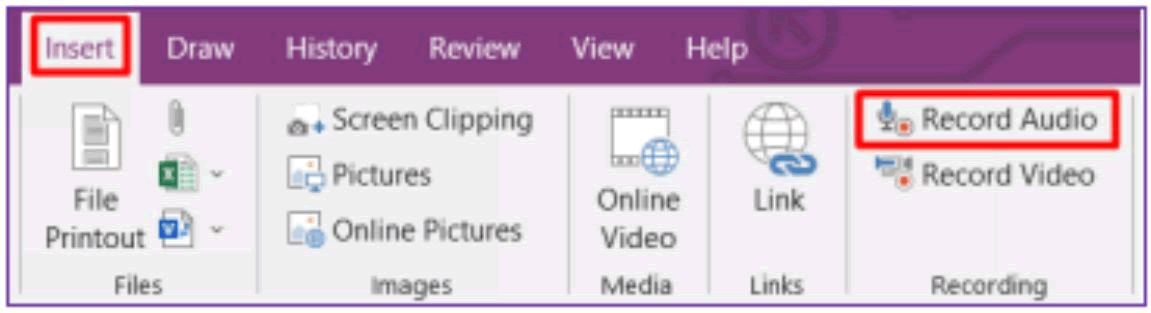 Insert Draw History Review View Help
File Printout
Files
Screen Clipping
Pictures
Online Pictures
Images
Online Video
Media
Link
Links
Record Audio
Record Video
Recording